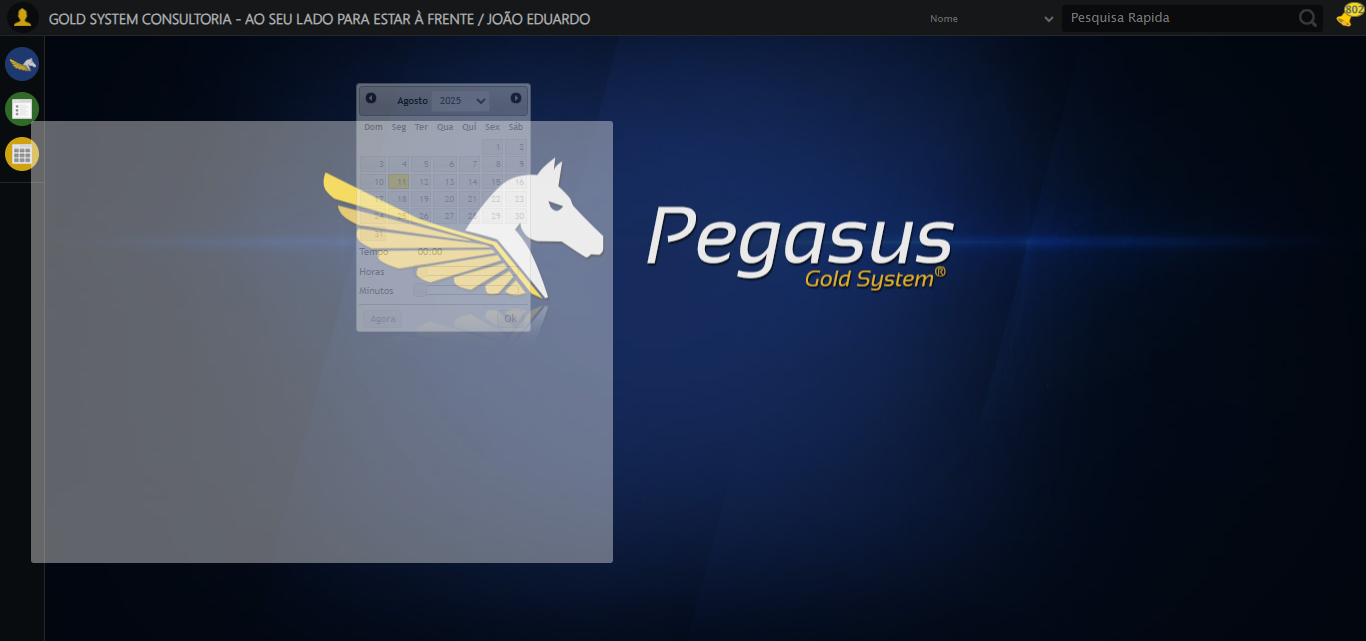 GOLD SYSTEM CONSULTORIA - AO SEU LADO PARA ESTAR À FRENTE / JOÃO EDUARDO
Nome
Pesquisa Rapida
802
Agosto 2025
Dom Seg Ter Qua Qui Sex Sáb
1 2
3 4 5 6 7 8 9
10 11 12 13 14 15 16
17 18 19 20 21 22 23
24 25 26 27 28 29 30
31
Tempo 00:00
Horas
Minutos
Agora Ok
Pegasus
Gold System®